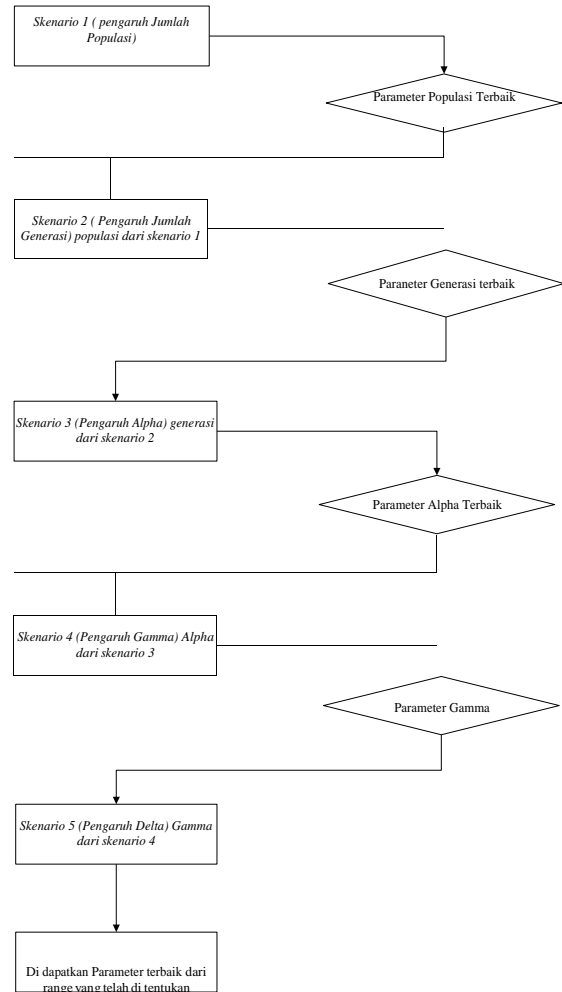 Skenario 1 ( pengaruh Jumlah
Populasi)
Parameter Populasi Terbaik
Skenario 2 ( Pengaruh Jumlah
Generasi) populasi dari skenario 1
Paraneter Generasi terbaik
Skenario 3 (Pengaruh Alpha) generasi
dari skenario 2
Parameter Alpha Terbaik
Skenario 4 (Pengaruh Gamma) Alpha
dari skenario 3
Parameter Gamma
Skenario 5 (Pengaruh Delta) Gamma
dari skenario 4
Di dapatkan Parameter terbaik dari
range yang telah di tentukan